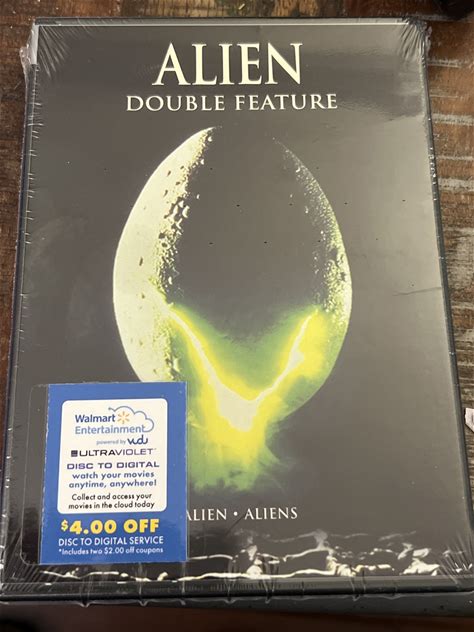 ALIEN
DOUBLE FEATURE
Walmart
Entertainment
powered by vudu
ULTRAVIOLET
DISC TO DIGITAL
watch your movies
anytime, anywhere!
Collect and access your
movies in the cloud today
$4.00 OFF
DISC TO DIGITAL SERVICE
*Includes two $2.00 off coupons
ALIEN • ALIENS